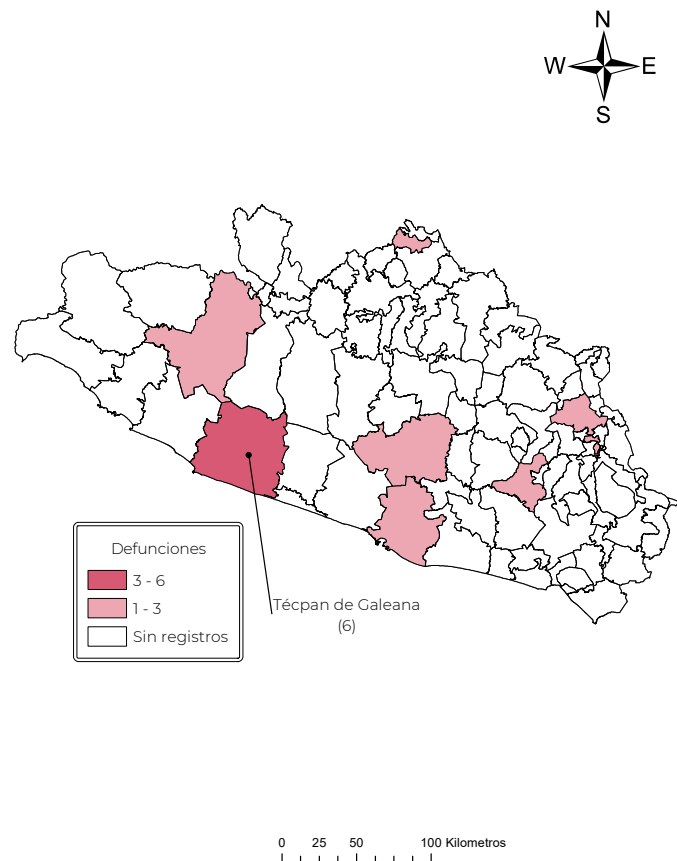 N
W E
S
Defunciones
3 - 6
1 - 3
Sin registros
Técpan de Galeana
(6)
0 25 50 100 Kilometros